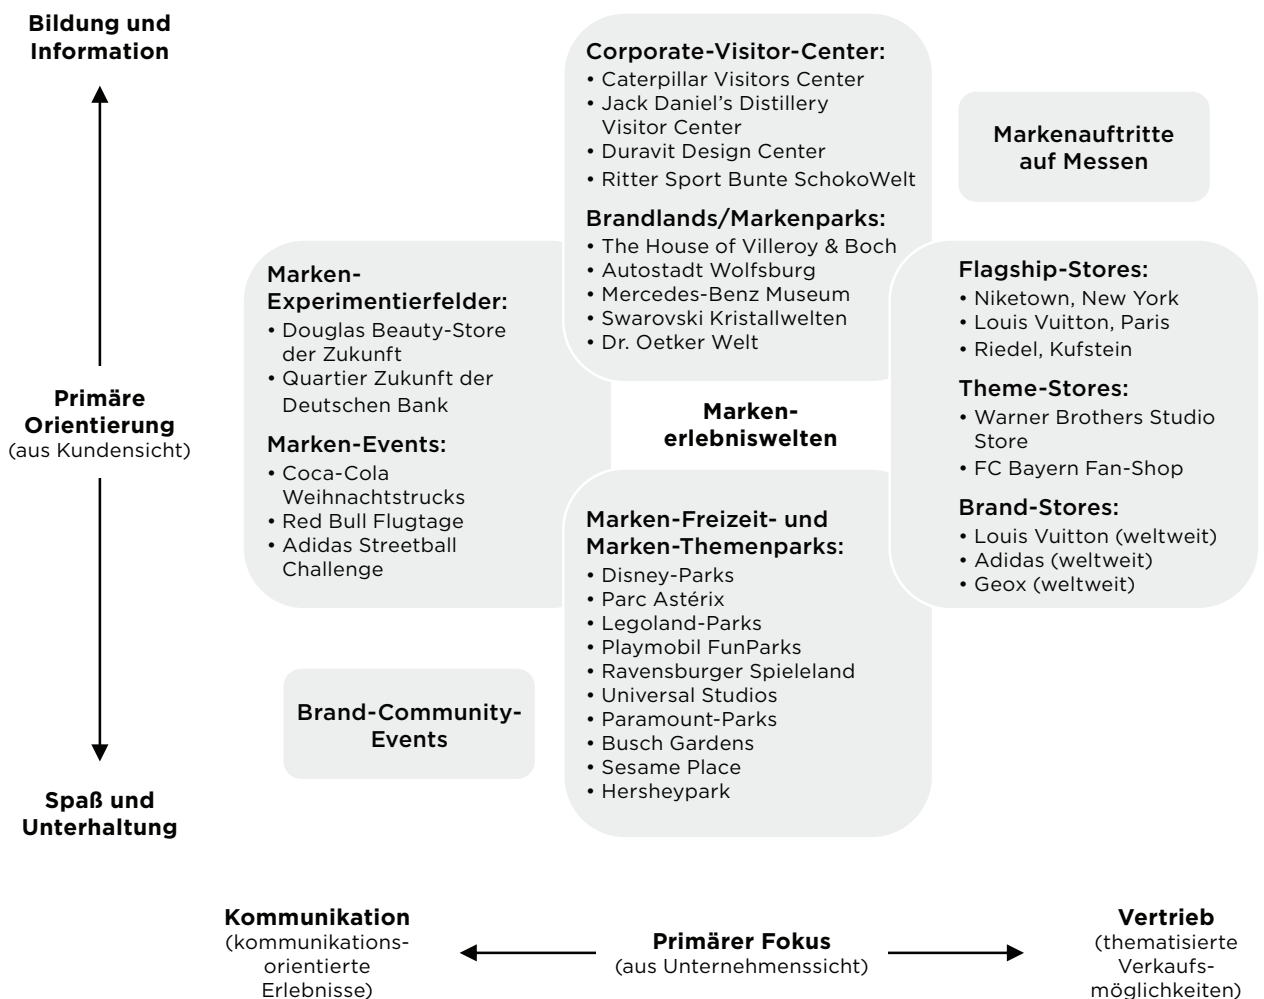 Bildung und
Information
Primäre
Orientierung
(aus Kundensicht)
Spaß und
Unterhaltung
Corporate-Visitor-Center:
• Caterpillar Visitors Center
• Jack Daniel’s Distillery
Visitor Center
• Duravit Design Center
• Ritter Sport Bunte SchokoWelt
Brandlands/Markenparks:
• The House of Villeroy & Boch
• Autostadt Wolfsburg
• Mercedes-Benz Museum
• Swarovski Kristallwelten
• Dr. Oetker Welt
Markenauftritte
auf Messen
Marken-
Experimentierfelder:
• Douglas Beauty-Store
der Zukunft
• Quartier Zukunft der
Deutschen Bank
Marken-Events:
• Coca-Cola
Weihnachtstrucks
• Red Bull Flugtage
• Adidas Streetball
Challenge
Marken-
erlebniswelten
Flagship-Stores:
• Niketown, New York
• Louis Vuitton, Paris
• Riedel, Kufstein
Theme-Stores:
• Warner Brothers Studio
Store
• FC Bayern Fan-Shop
Brand-Stores:
• Louis Vuitton (weltweit)
• Adidas (weltweit)
• Geox (weltweit)
Marken-Freizeit- und
Marken-Themenparks:
• Disney-Parks
• Parc Astérix
• Legoland-Parks
• Playmobil FunParks
• Ravensburger Spieleland
• Universal Studios
• Paramount-Parks
• Busch Gardens
• Sesame Place
• Hersheypark
Brand-Community-
Events
Kommunikation
(kommunikations-
orientierte
Erlebnisse)
Primärer Fokus
(aus Unternehmenssicht)
Vertrieb
(thematisierte
Verkaufs-
möglichkeiten)